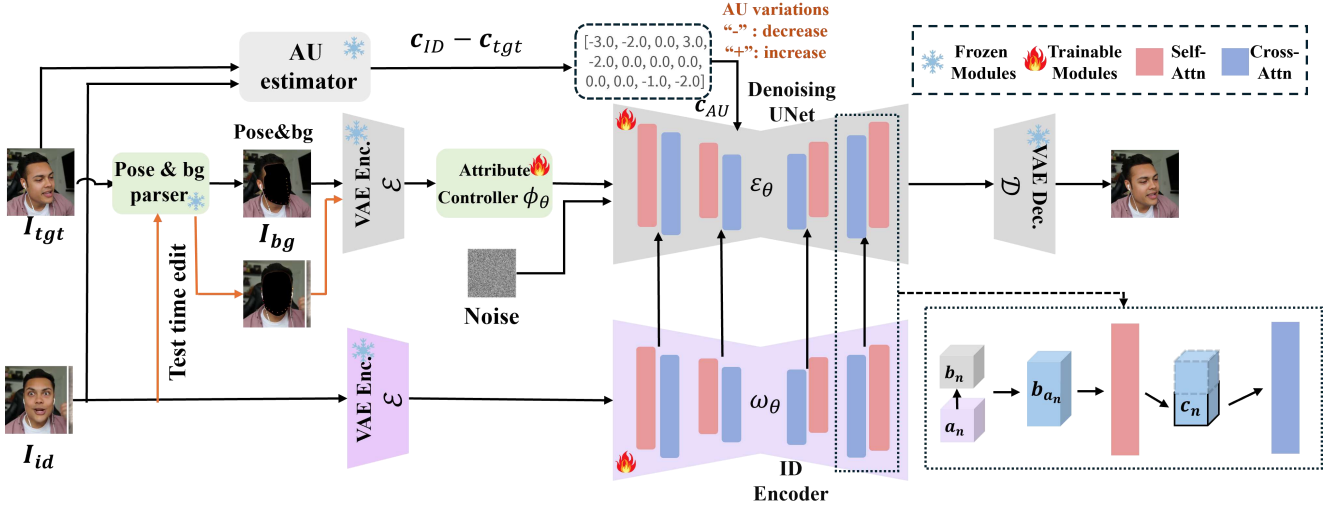 AU
estimator
c_ID − c_tgt
[-3.0, -2.0, 0.0, 3.0,
-2.0, 0.0, 0.0, 0.0,
0.0, 0.0, -1.0, -2.0]
AU variations
“-” : decrease
“+”: increase
c_AU
Denoising
UNet
Frozen
Modules
Trainable
Modules
Self-
Attn
Cross-
Attn
I_tgt
Pose & bg
parser
Pose&bg
I_bg
VAE Enc.
ℰ
Attribute
Controller ϕ_θ
Noise
ε_θ
VAE Dec.
𝒟
Test time edit
I_id
VAE Enc.
ℰ
ω_θ
ID
Encoder
b_n
a_n
b_{a_n}
c_n